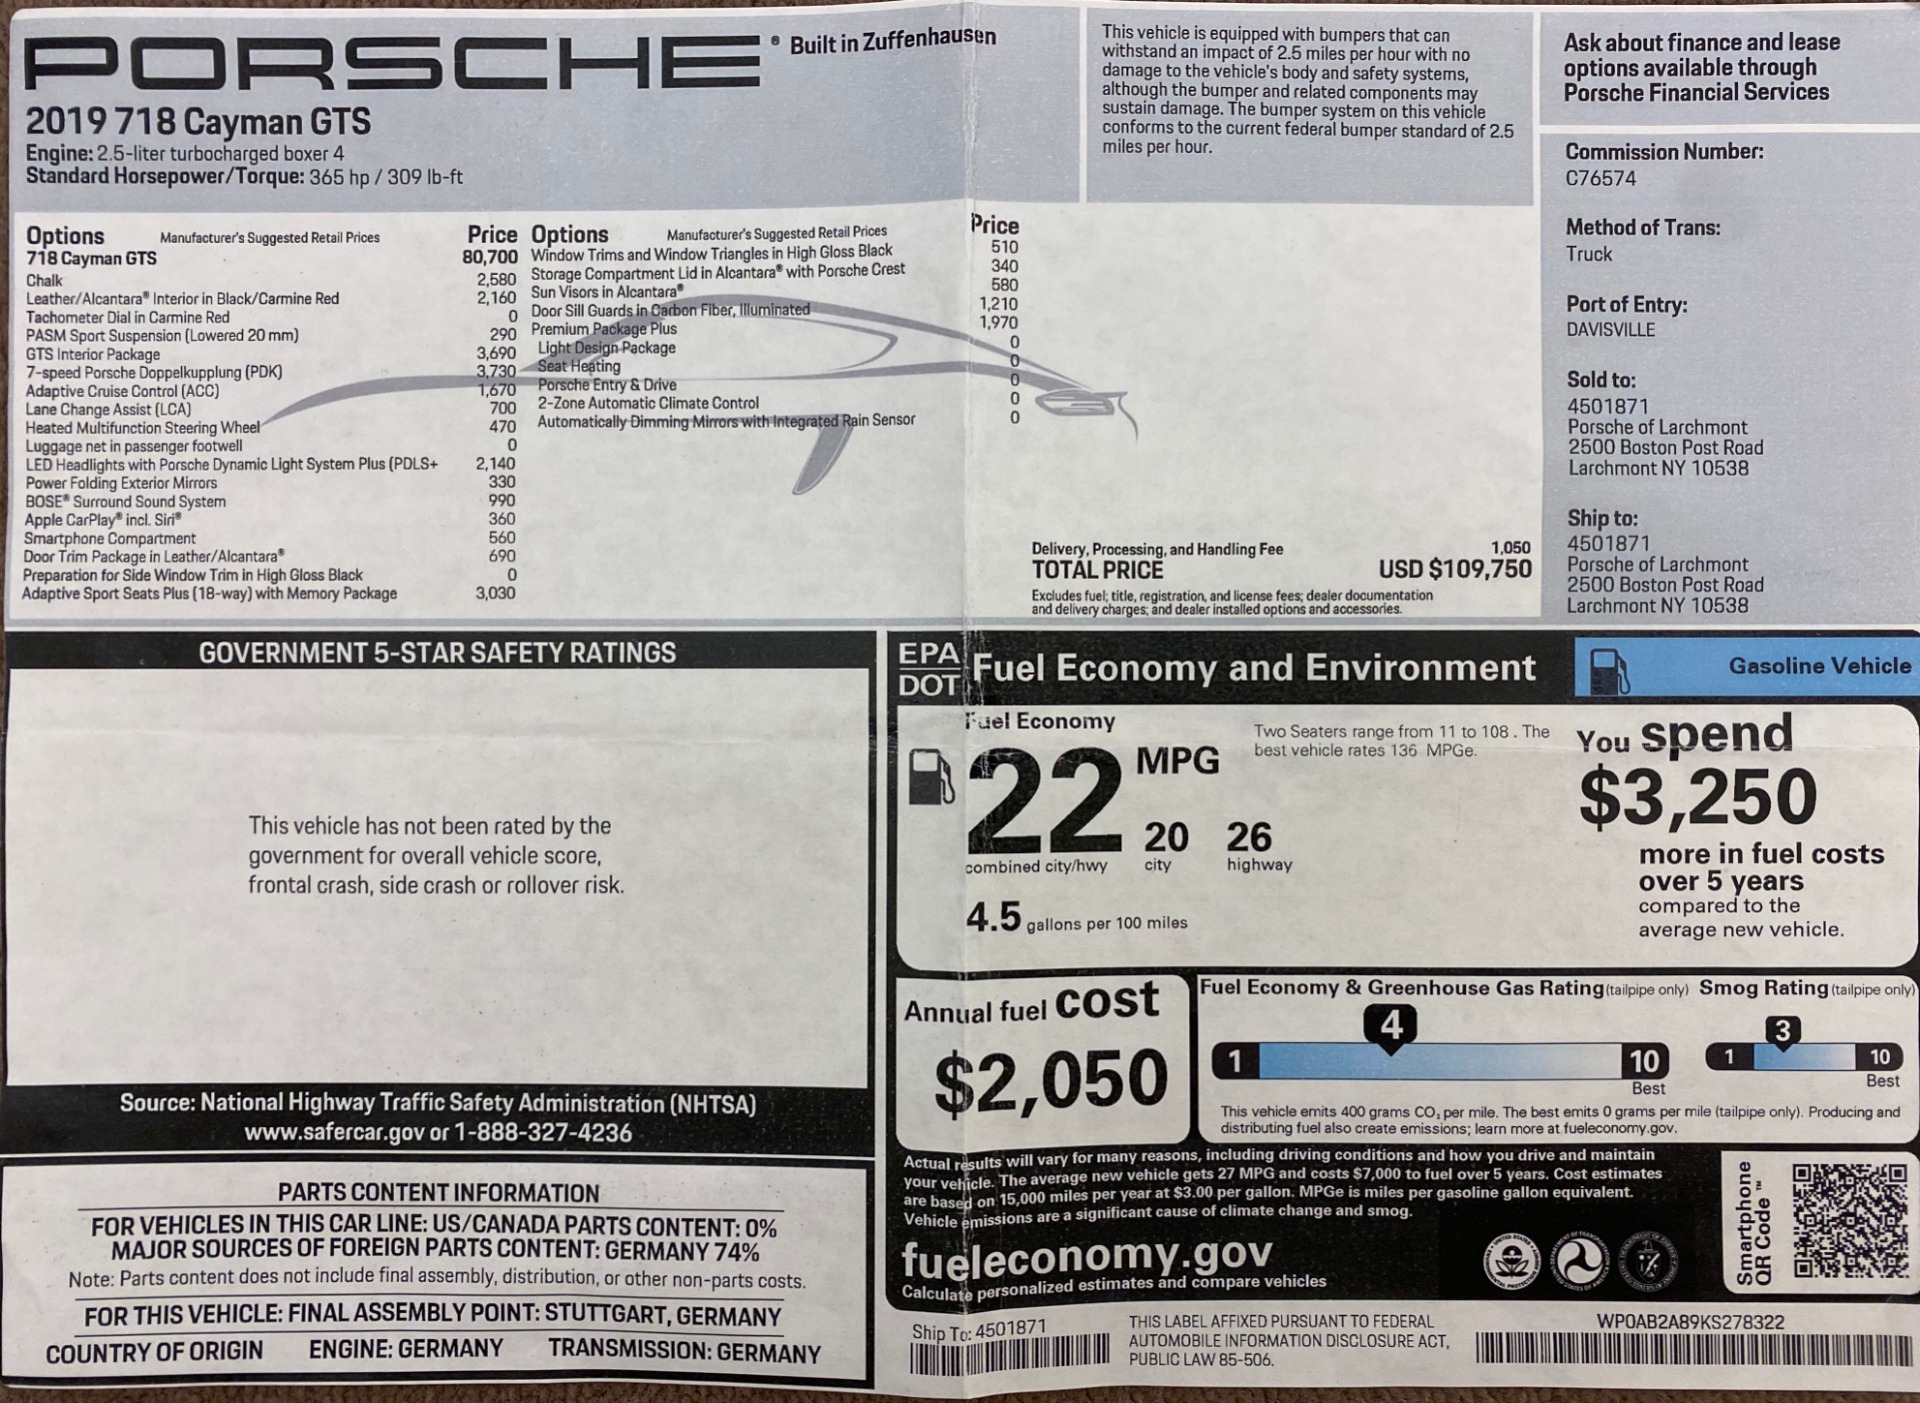 PORSCHE® Built in Zuffenhausen
2019 718 Cayman GTS
Engine: 2.5-liter turbocharged boxer 4
Standard Horsepower/Torque: 365 hp / 309 lb-ft
This vehicle is equipped with bumpers that can
withstand an impact of 2.5 miles per hour with no
damage to the vehicle's body and safety systems,
although the bumper and related components may
sustain damage. The bumper system on this vehicle
conforms to the current federal bumper standard of 2.5
miles per hour.
Ask about finance and lease
options available through
Porsche Financial Services
Commission Number:
C76574
Method of Trans:
Truck
Port of Entry:
DAVISVILLE
Sold to:
4501871
Porsche of Larchmont
2500 Boston Post Road
Larchmont NY 10538
Ship to:
4501871
Porsche of Larchmont
2500 Boston Post Road
Larchmont NY 10538
Options Manufacturer's Suggested Retail Prices Price
718 Cayman GTS 80,700
Chalk 2,580
Leather/Alcantara® Interior in Black/Carmine Red 2,160
Tachometer Dial in Carmine Red 0
PASM Sport Suspension (Lowered 20 mm) 290
GTS Interior Package 3,690
7-speed Porsche Doppelkupplung (PDK) 3,730
Adaptive Cruise Control (ACC) 1,670
Lane Change Assist (LCA) 700
Heated Multifunction Steering Wheel 470
Luggage net in passenger footwell 0
LED Headlights with Porsche Dynamic Light System Plus (PDLS+ 2,140
Power Folding Exterior Mirrors 330
BOSE® Surround Sound System 990
Apple CarPlay® incl. Siri® 360
Smartphone Compartment 560
Door Trim Package in Leather/Alcantara® 690
Preparation for Side Window Trim in High Gloss Black 0
Adaptive Sport Seats Plus (18-way) with Memory Package 3,030
Options Manufacturer's Suggested Retail Prices Price
Window Trims and Window Triangles in High Gloss Black 510
Storage Compartment Lid in Alcantara® with Porsche Crest 340
Sun Visors in Alcantara® 580
Door Sill Guards in Carbon Fiber, Illuminated 1,210
Premium Package Plus 1,970
Light Design Package 0
Seat Heating 0
Porsche Entry & Drive 0
2-Zone Automatic Climate Control 0
Automatically Dimming Mirrors with Integrated Rain Sensor 0
Delivery, Processing, and Handling Fee 1,050
TOTAL PRICE USD $109,750
Excludes fuel; title, registration, and license fees; dealer documentation
and delivery charges; and dealer installed options and accessories.
GOVERNMENT 5-STAR SAFETY RATINGS
This vehicle has not been rated by the
government for overall vehicle score,
frontal crash, side crash or rollover risk.
Source: National Highway Traffic Safety Administration (NHTSA)
www.safercar.gov or 1-888-327-4236
PARTS CONTENT INFORMATION
FOR VEHICLES IN THIS CAR LINE: US/CANADA PARTS CONTENT: 0%
MAJOR SOURCES OF FOREIGN PARTS CONTENT: GERMANY 74%
Note: Parts content does not include final assembly, distribution, or other non-parts costs.
FOR THIS VEHICLE: FINAL ASSEMBLY POINT: STUTTGART, GERMANY
COUNTRY OF ORIGIN ENGINE: GERMANY TRANSMISSION: GERMANY
EPA
DOT
Fuel Economy and Environment
Gasoline Vehicle
Fuel Economy
22 MPG
combined city/hwy
20
city
26
highway
4.5 gallons per 100 miles
Two Seaters range from 11 to 108 . The
best vehicle rates 136 MPGe.
You spend
$3,250
more in fuel costs
over 5 years
compared to the
average new vehicle.
Annual fuel cost
$2,050
Fuel Economy & Greenhouse Gas Rating (tailpipe only)
4
1 10
Best
Smog Rating (tailpipe only)
3
1 10
Best
This vehicle emits 400 grams CO₂ per mile. The best emits 0 grams per mile (tailpipe only). Producing and
distributing fuel also create emissions; learn more at fueleconomy.gov.
Actual results will vary for many reasons, including driving conditions and how you drive and maintain
your vehicle. The average new vehicle gets 27 MPG and costs $7,000 to fuel over 5 years. Cost estimates
are based on 15,000 miles per year at $3.00 per gallon. MPGe is miles per gasoline gallon equivalent.
Vehicle emissions are a significant cause of climate change and smog.
fueleconomy.gov
Calculate personalized estimates and compare vehicles
Smartphone
QR Code™
Ship To: 4501871
THIS LABEL AFFIXED PURSUANT TO FEDERAL
AUTOMOBILE INFORMATION DISCLOSURE ACT,
PUBLIC LAW 85-506.
WP0AB2A89KS278322